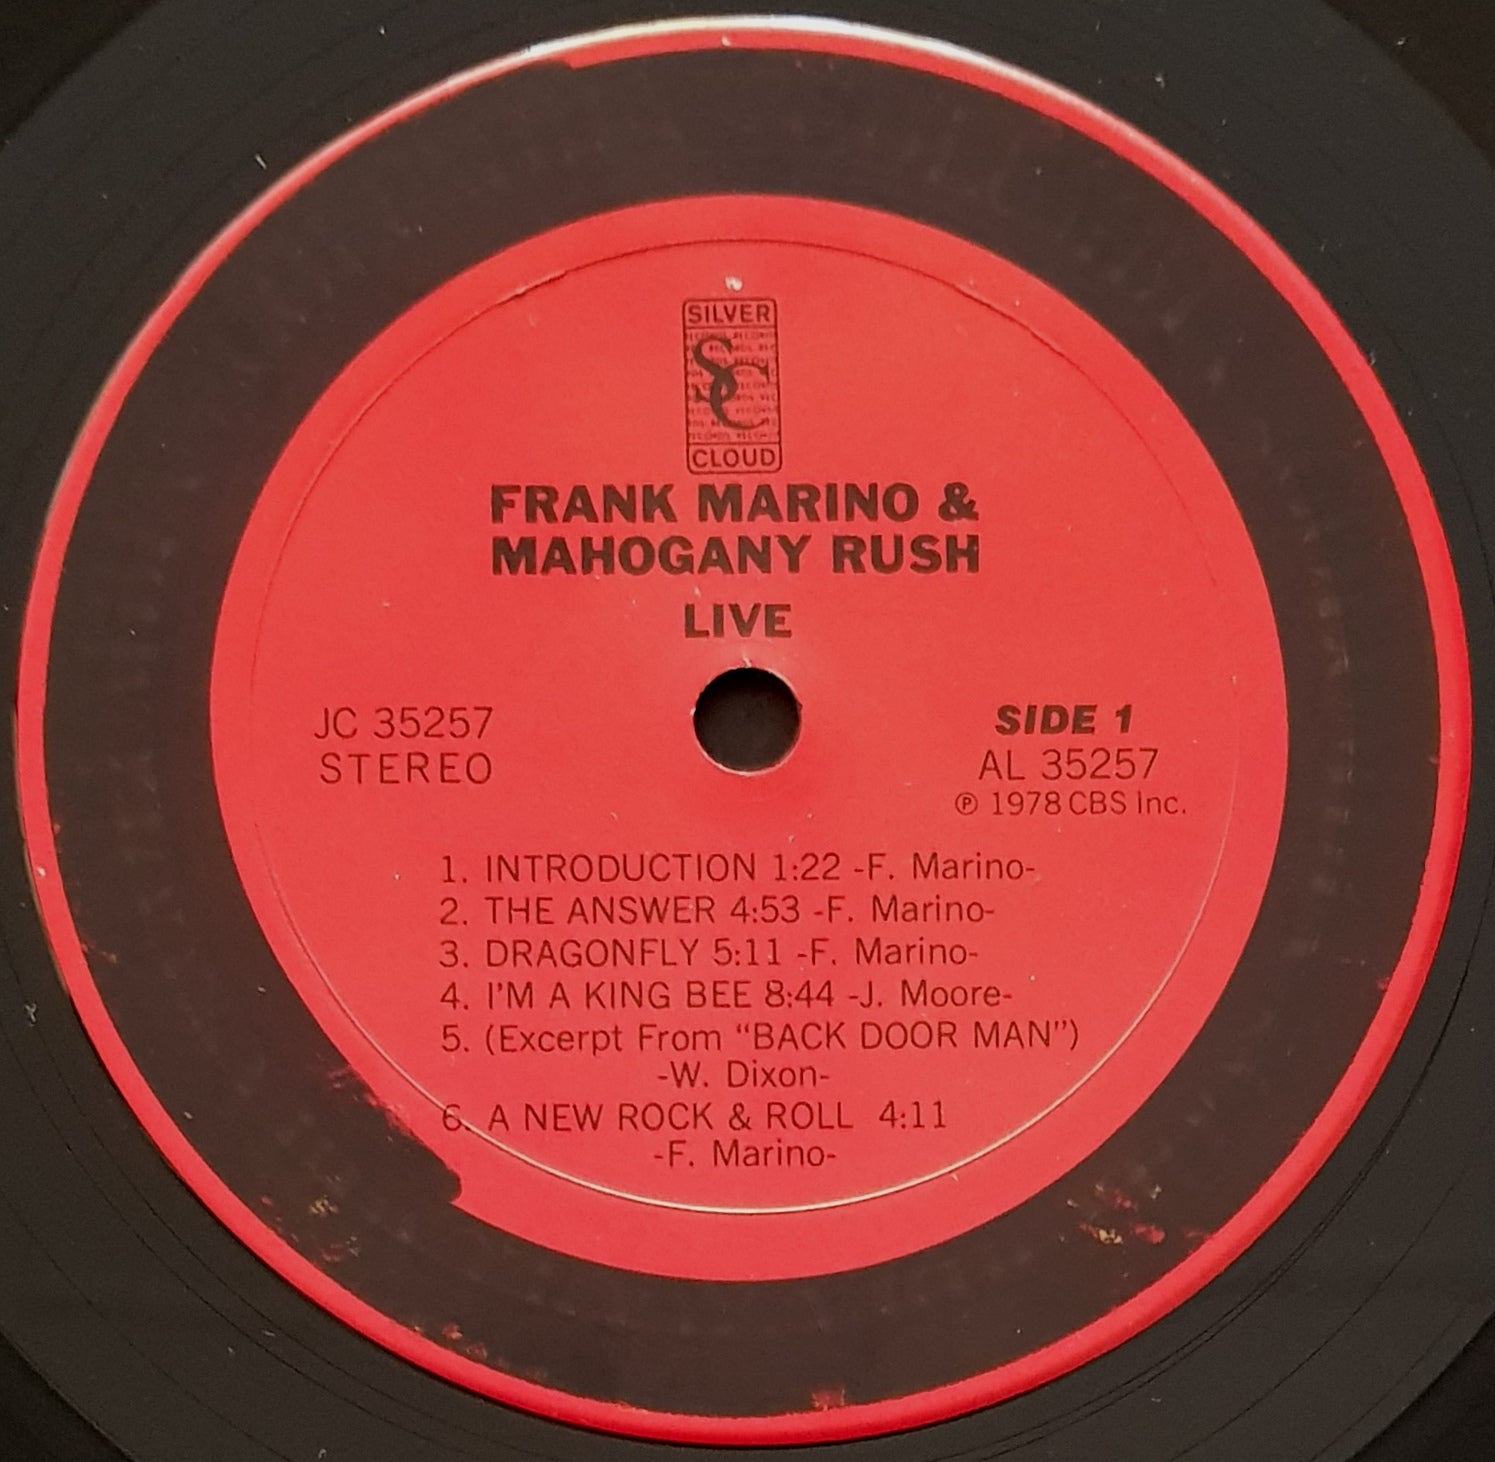 SILVER
SC
CLOUD
FRANK MARINO &
MAHOGANY RUSH
LIVE
JC 35257
STEREO
SIDE 1
AL 35257
℗ 1978 CBS Inc.
1. INTRODUCTION 1:22 -F. Marino-
2. THE ANSWER 4:53 -F. Marino-
3. DRAGONFLY 5:11 -F. Marino-
4. I'M A KING BEE 8:44 -J. Moore-
5. (Excerpt From “BACK DOOR MAN”)
-W. Dixon-
6. A NEW ROCK & ROLL 4:11
-F. Marino-